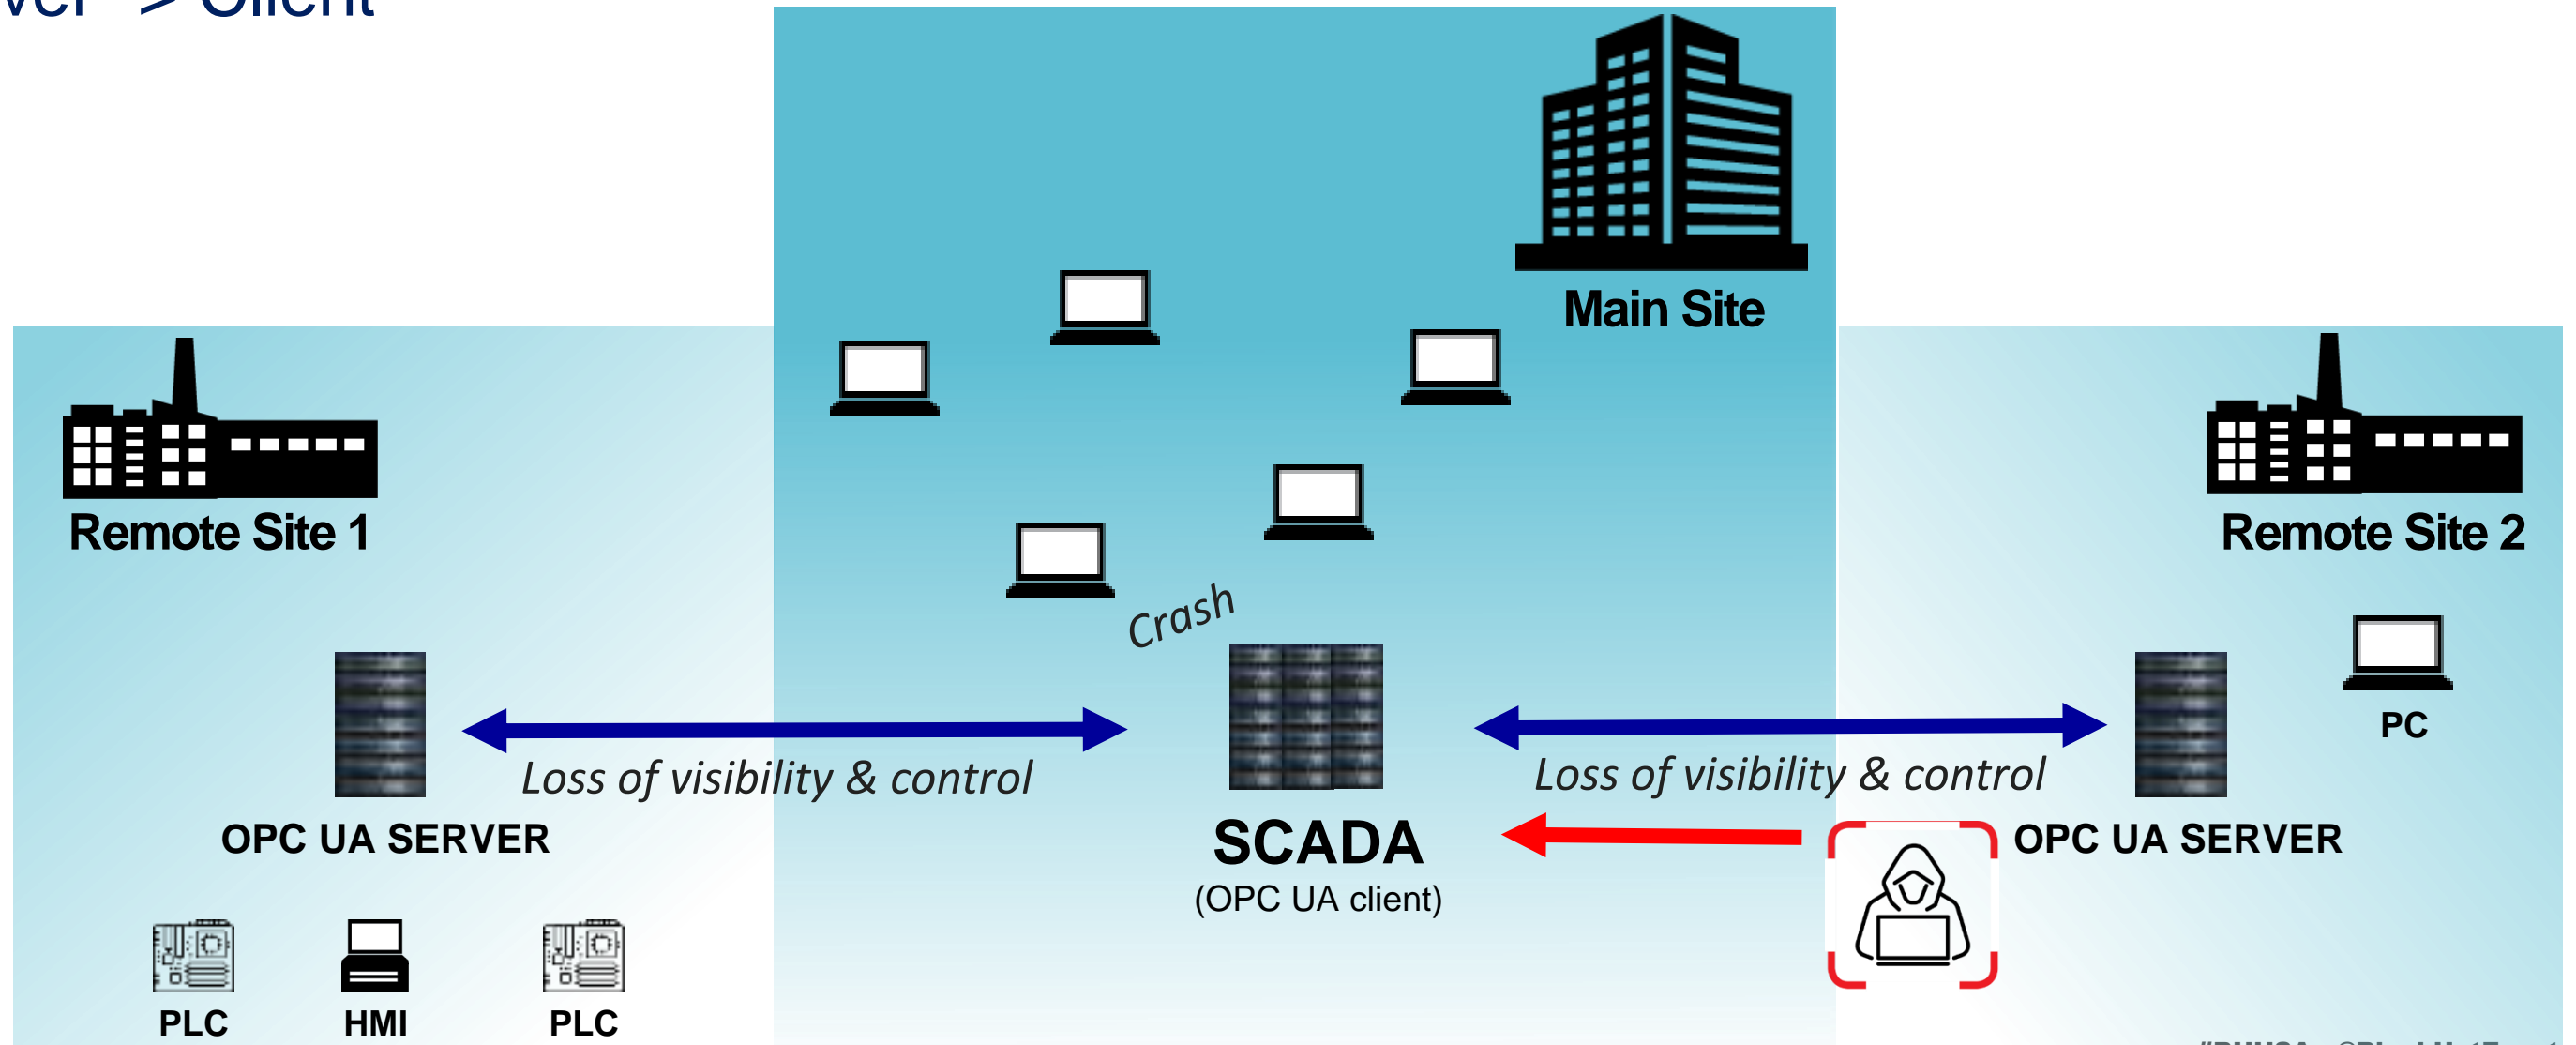 > Client
Main Site
Remote Site 1
Remote Site 2
Crash
PC
Loss of visibility & control
Loss of visibility & control
OPC UA SERVER
SCADA
(OPC UA client)
OPC UA SERVER
PLC
HMI
PLC